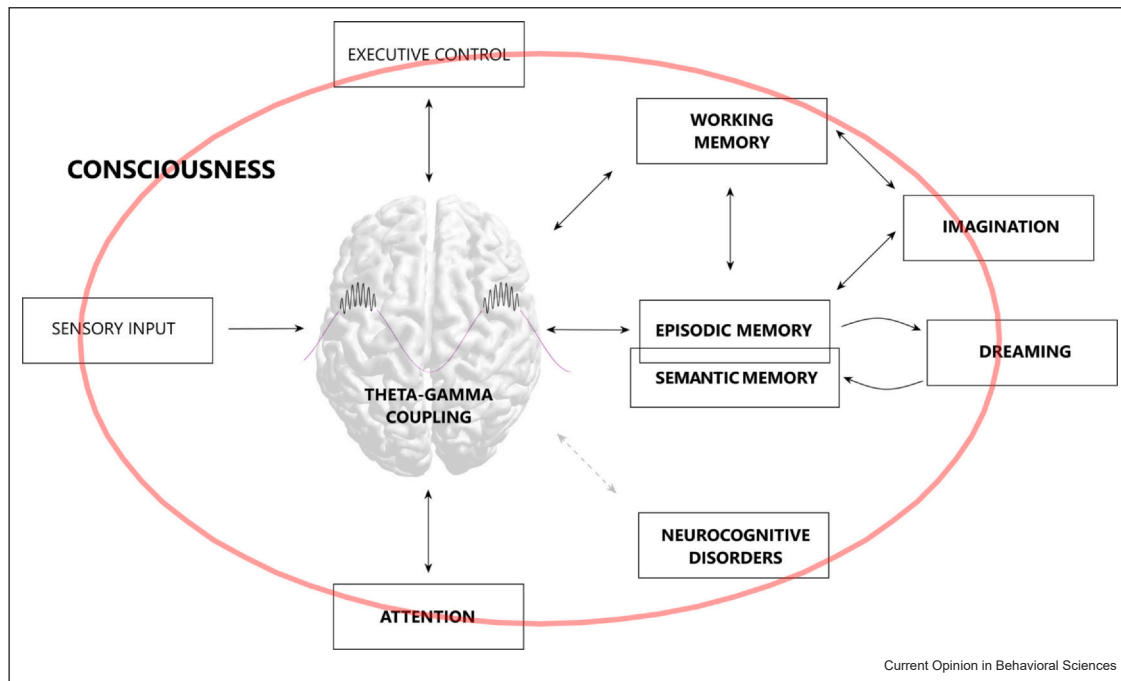 EXECUTIVE CONTROL
WORKING
MEMORY
CONSCIOUSNESS
IMAGINATION
SENSORY INPUT
EPISODIC MEMORY
DREAMING
SEMANTIC MEMORY
THETA-GAMMA
COUPLING
NEUROCOGNITIVE
DISORDERS
ATTENTION
Current Opinion in Behavioral Sciences